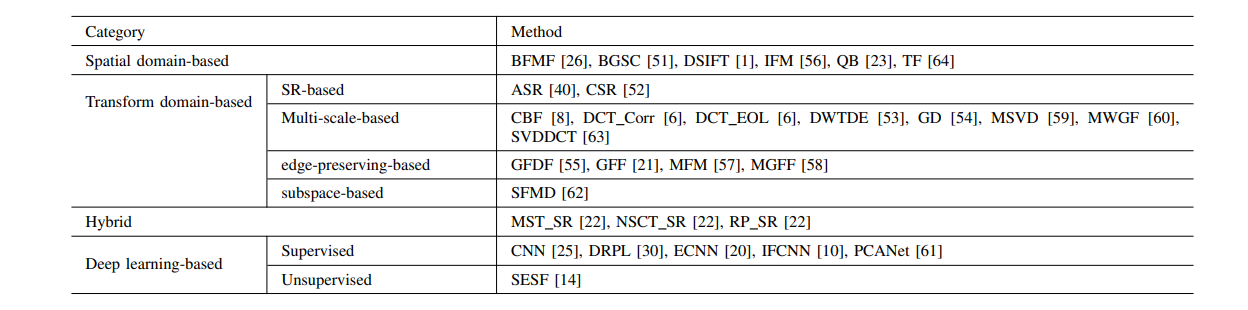 Category Method
Spatial domain-based BFMF [26], BGSC [51], DSIFT [1], IFM [56], QB [23], TF [64]
Transform domain-based SR-based ASR [40], CSR [52]
Multi-scale-based CBF [8], DCT_Corr [6], DCT_EOL [6], DWTDE [53], GD [54], MSVD [59], MWGF [60],
SVDDCT [63]
edge-preserving-based GFDF [55], GFF [21], MFM [57], MGFF [58]
subspace-based SFMD [62]
Hybrid MST_SR [22], NSCT_SR [22], RP_SR [22]
Deep learning-based Supervised CNN [25], DRPL [30], ECNN [20], IFCNN [10], PCANet [61]
Unsupervised SESF [14]